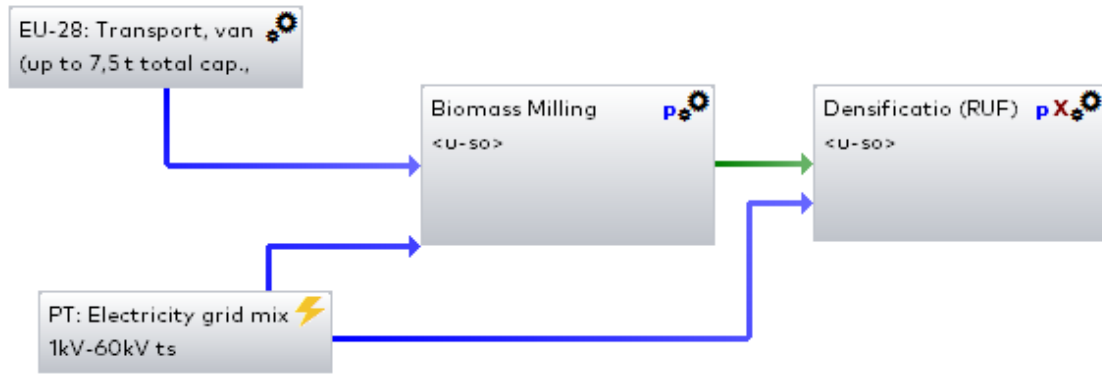 EU-28: Transport, van
(up to 7,5t total cap.,
Biomass Milling p
<u-so>
Densificatio (RUF) p X
<u-so>
PT: Electricity grid mix
1kV-60kV ts